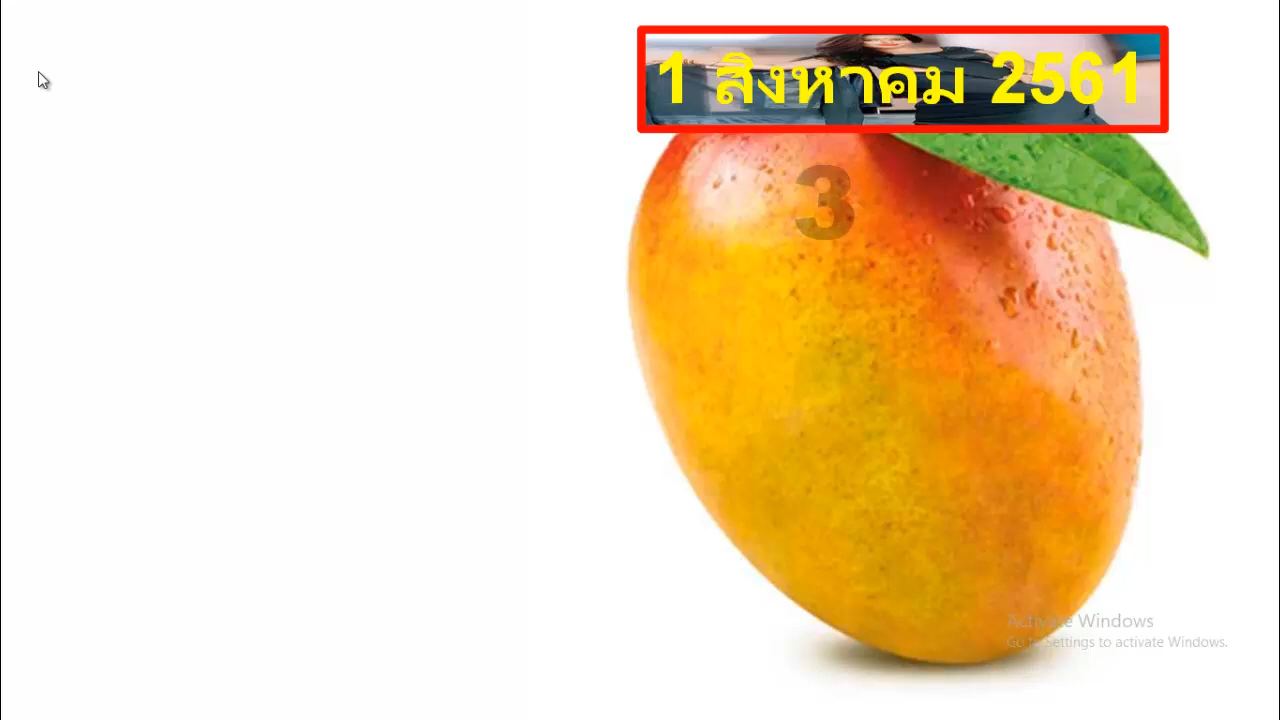 1 สิงหาคม 2561
3
Activate Windows
Go to Settings to activate Windows.